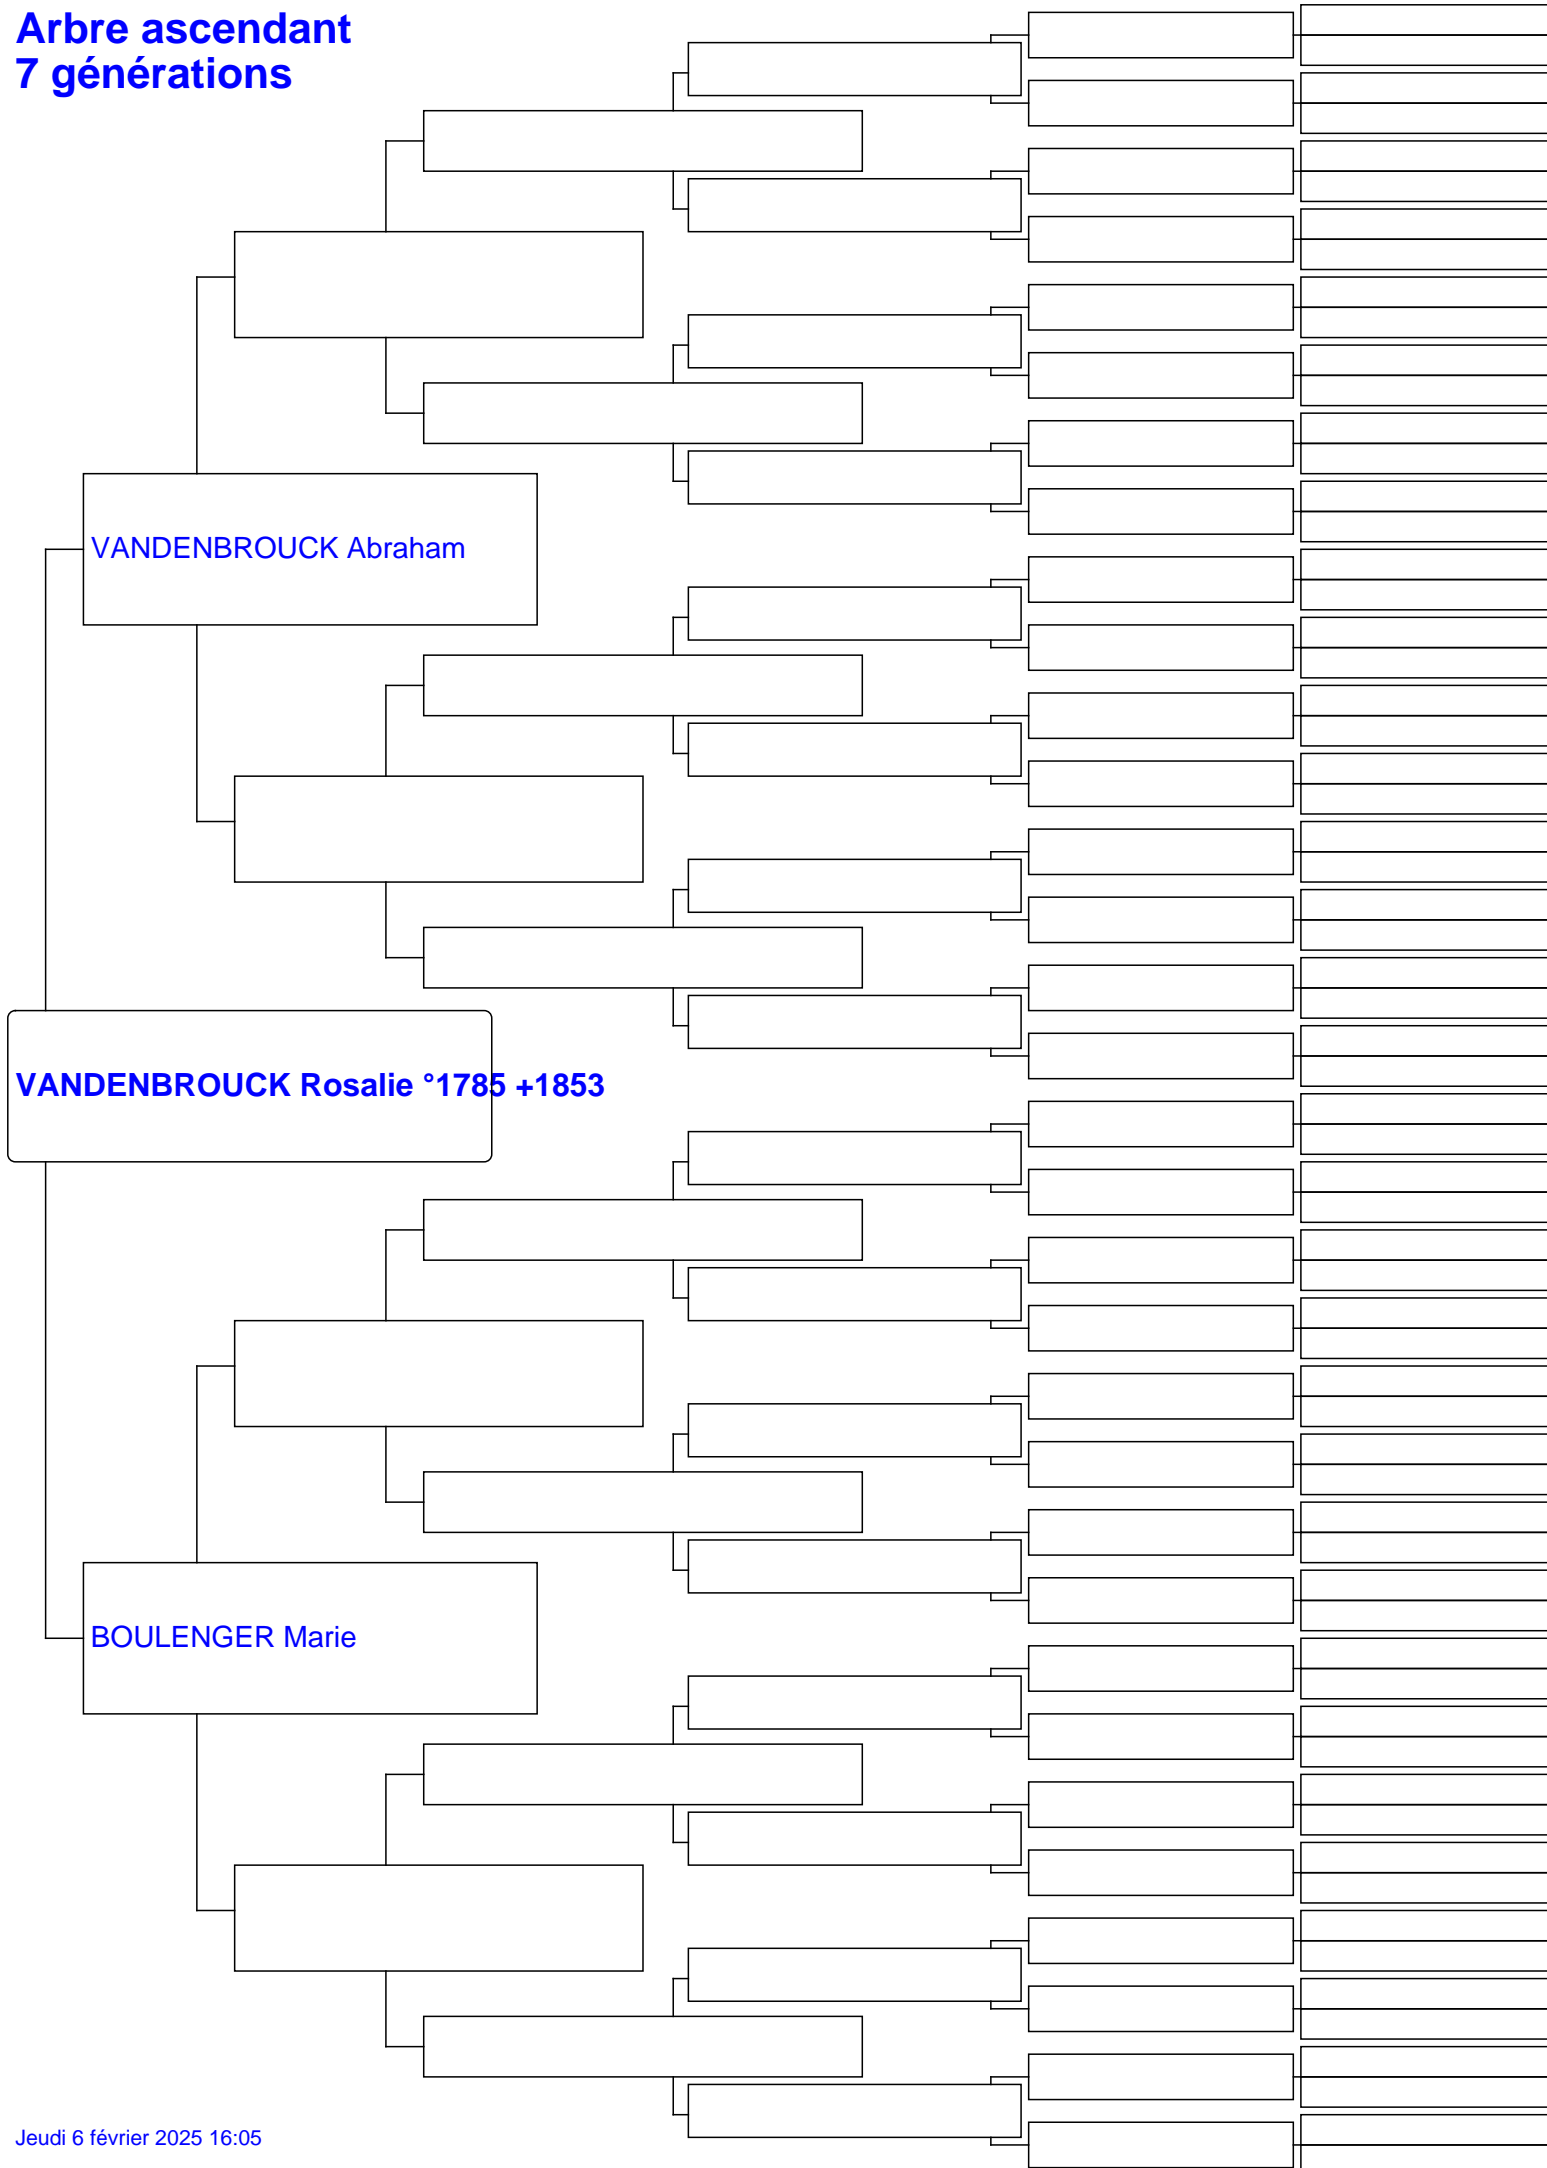 Arbre ascendant
7 générations
VANDENBROUCK Abraham
VANDENBROUCK Rosalie °1785 +1853
BOULENGER Marie
Jeudi 6 février 2025 16:05